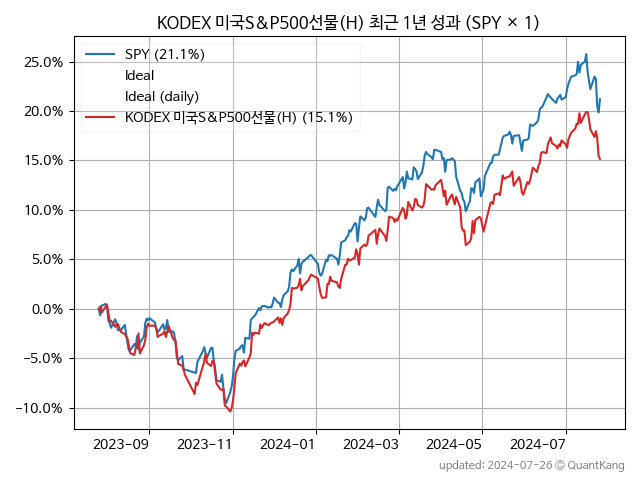 KODEX 미국S&P500선물(H) 최근 1년 성과 (SPY × 1)
SPY (21.1%)
Ideal
Ideal (daily)
KODEX 미국S&P500선물(H) (15.1%)
25.0%
20.0%
15.0%
10.0%
5.0%
0.0%
−5.0%
−10.0%
2023−09 2023−11 2024−01 2024−03 2024−05 2024−07
updated: 2024-07-26 © QuantKang